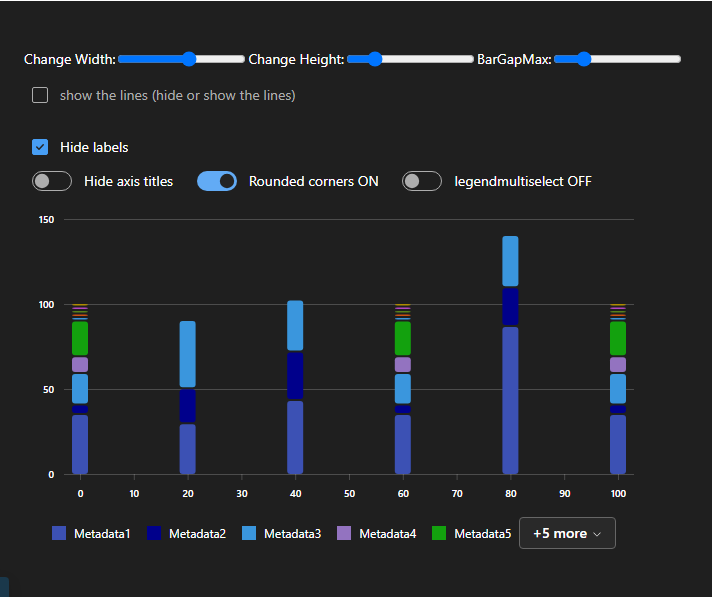 Change Width: Change Height: BarGapMax:
show the lines (hide or show the lines)
Hide labels
Hide axis titles Rounded corners ON legendmultiselect OFF
150
100
50
0
0 10 20 30 40 50 60 70 80 90 100
Metadata1 Metadata2 Metadata3 Metadata4 Metadata5 +5 more